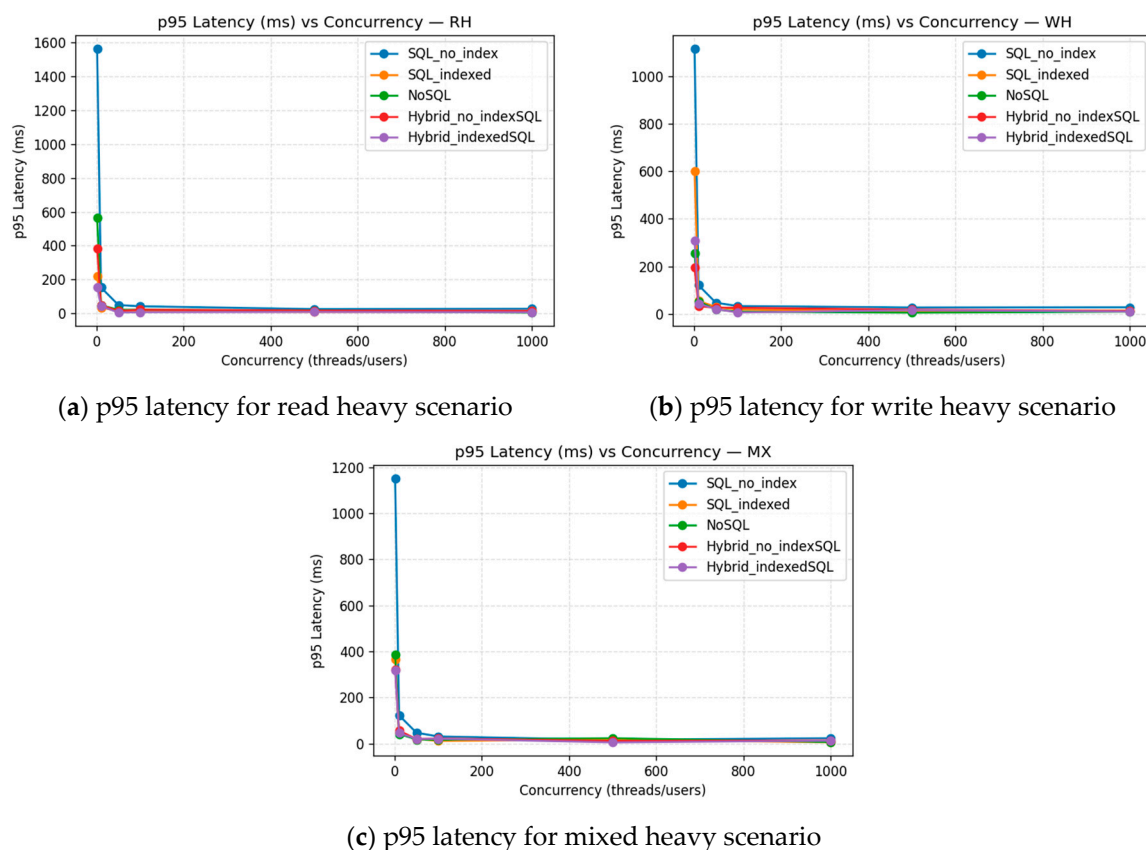 p95 Latency (ms) vs Concurrency — RH
p95 Latency (ms)
1600
1400
1200
1000
800
600
400
200
0
SQL_no_index
SQL_indexed
NoSQL
Hybrid_no_indexSQL
Hybrid_indexedSQL
0 200 400 600 800 1000
Concurrency (threads/users)
(a) p95 latency for read heavy scenario
p95 Latency (ms) vs Concurrency — WH
p95 Latency (ms)
1000
800
600
400
200
0
SQL_no_index
SQL_indexed
NoSQL
Hybrid_no_indexSQL
Hybrid_indexedSQL
0 200 400 600 800 1000
Concurrency (threads/users)
(b) p95 latency for write heavy scenario
p95 Latency (ms) vs Concurrency — MX
p95 Latency (ms)
1200
1000
800
600
400
200
0
SQL_no_index
SQL_indexed
NoSQL
Hybrid_no_indexSQL
Hybrid_indexedSQL
0 200 400 600 800 1000
Concurrency (threads/users)
(c) p95 latency for mixed heavy scenario